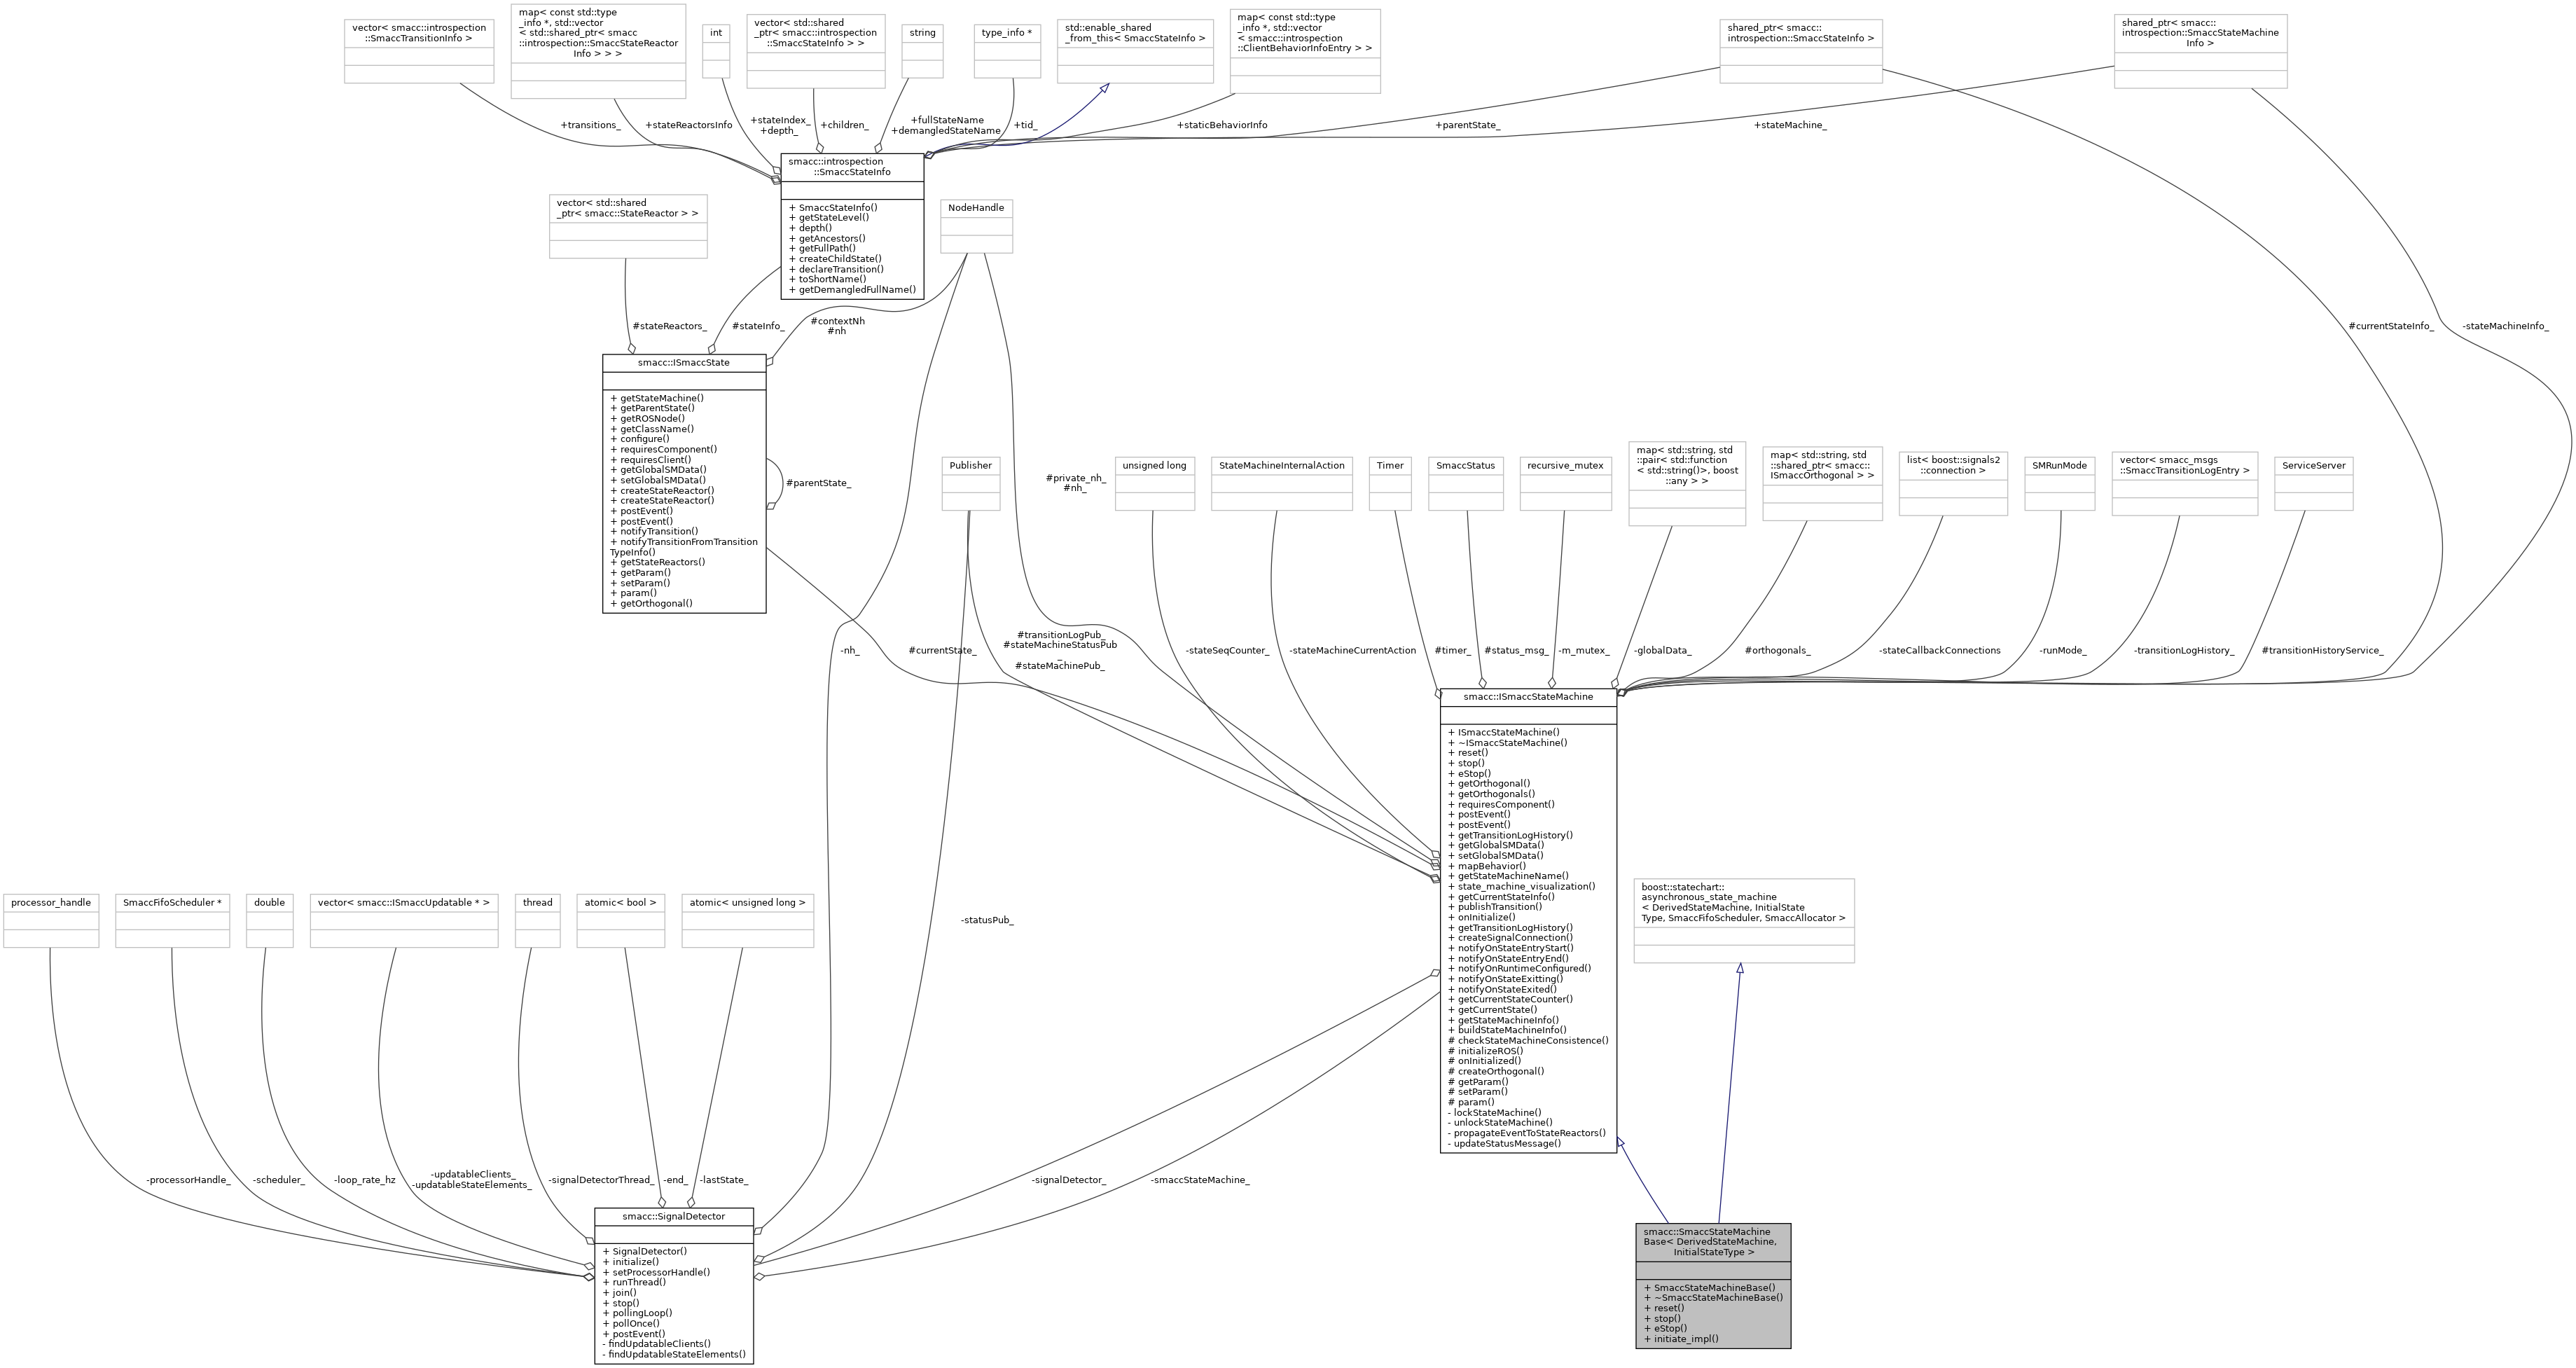 vector< smacc::introspection
::SmaccTransitionInfo >
map< const std::type
_info *, std::vector
< std::shared_ptr< smacc
::introspection::SmaccStateReactor
Info > > >
int
vector< std::shared
_ptr< smacc::introspection
::SmaccStateInfo > >
string
type_info *
std::enable_shared
_from_this< SmaccStateInfo >
map< const std::type
_info *, std::vector
< smacc::introspection
::ClientBehaviorInfoEntry > >
shared_ptr< smacc::
introspection::SmaccStateInfo >
shared_ptr< smacc::
introspection::SmaccStateMachine
Info >
+transitions_
+stateReactorsInfo
+stateIndex_
+depth_
+children_
+fullStateName
+demangledStateName
+tid_
+staticBehaviorInfo
+parentState_
+stateMachine_
smacc::introspection
::SmaccStateInfo
+ SmaccStateInfo()
+ getStateLevel()
+ depth()
+ getAncestors()
+ getFullPath()
+ createChildState()
+ declareTransition()
+ toShortName()
+ getDemangledFullName()
vector< std::shared
_ptr< smacc::StateReactor > >
NodeHandle
#stateReactors_
#stateInfo_
#contextNh
#nh
#currentStateInfo_
-stateMachineInfo_
smacc::ISmaccState
+ getStateMachine()
+ getParentState()
+ getROSNode()
+ getClassName()
+ configure()
+ requiresComponent()
+ requiresClient()
+ getGlobalSMData()
+ setGlobalSMData()
+ createStateReactor()
+ createStateReactor()
+ postEvent()
+ postEvent()
+ notifyTransition()
+ notifyTransitionFromTransition
TypeInfo()
+ getStateReactors()
+ getParam()
+ setParam()
+ param()
+ getOrthogonal()
#parentState_
Publisher
#private_nh_
#nh_
unsigned long
StateMachineInternalAction
Timer
SmaccStatus
recursive_mutex
map< std::string, std
::pair< std::function
< std::string()>, boost
::any > >
map< std::string, std
::shared_ptr< smacc::
ISmaccOrthogonal > >
list< boost::signals2
::connection >
SMRunMode
vector< smacc_msgs
::SmaccTransitionLogEntry >
ServiceServer
-nh_
#currentState_
#transitionLogPub_
#stateMachineStatusPub
_
#stateMachinePub_
-stateSeqCounter_
-stateMachineCurrentAction
#timer_
#status_msg_
-m_mutex_
-globalData_
#orthogonals_
-stateCallbackConnections
-runMode_
-transitionLogHistory_
#transitionHistoryService_
smacc::ISmaccStateMachine
+ ISmaccStateMachine()
+ ~ISmaccStateMachine()
+ reset()
+ stop()
+ eStop()
+ getOrthogonal()
+ getOrthogonals()
+ requiresComponent()
+ postEvent()
+ postEvent()
+ getTransitionLogHistory()
+ getGlobalSMData()
+ setGlobalSMData()
+ mapBehavior()
+ getStateMachineName()
+ state_machine_visualization()
+ getCurrentStateInfo()
+ publishTransition()
+ onInitialize()
+ getTransitionLogHistory()
+ createSignalConnection()
+ notifyOnStateEntryStart()
+ notifyOnStateEntryEnd()
+ notifyOnRuntimeConfigured()
+ notifyOnStateExitting()
+ notifyOnStateExited()
+ getCurrentStateCounter()
+ getCurrentState()
+ getStateMachineInfo()
+ buildStateMachineInfo()
# checkStateMachineConsistence()
# initializeROS()
# onInitialized()
# createOrthogonal()
# getParam()
# setParam()
# param()
- lockStateMachine()
- unlockStateMachine()
- propagateEventToStateReactors()
- updateStatusMessage()
processor_handle
SmaccFifoScheduler *
double
vector< smacc::ISmaccUpdatable * >
thread
atomic< bool >
atomic< unsigned long >
-statusPub_
boost::statechart::
asynchronous_state_machine
< DerivedStateMachine, InitialState
Type, SmaccFifoScheduler, SmaccAllocator >
-processorHandle_
-scheduler_
-loop_rate_hz
-updatableClients_
-updatableStateElements_
-signalDetectorThread_
-end_
-lastState_
-signalDetector_
-smaccStateMachine_
smacc::SignalDetector
+ SignalDetector()
+ initialize()
+ setProcessorHandle()
+ runThread()
+ join()
+ stop()
+ pollingLoop()
+ pollOnce()
+ postEvent()
- findUpdatableClients()
- findUpdatableStateElements()
smacc::SmaccStateMachine
Base< DerivedStateMachine,
InitialStateType >
+ SmaccStateMachineBase()
+ ~SmaccStateMachineBase()
+ reset()
+ stop()
+ eStop()
+ initiate_impl()